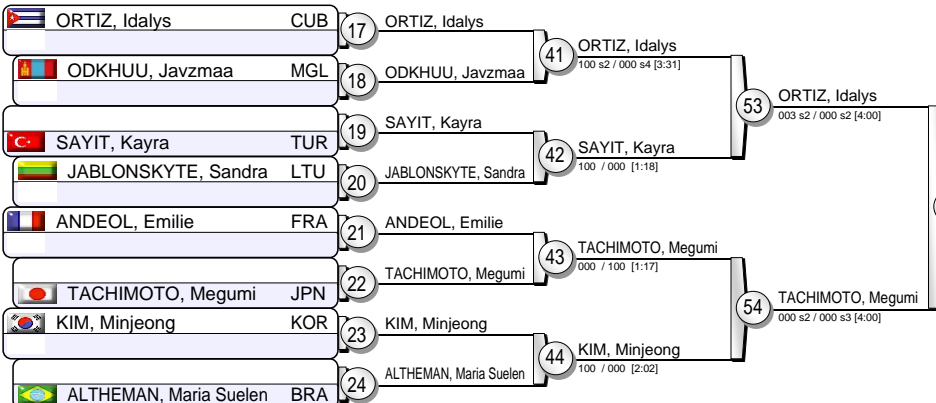 ORTIZ, Idalys CUB
ODKHUU, Javzmaa MGL
SAYIT, Kayra TUR
JABLONSKYTE, Sandra LTU
ANDEOL, Emilie FRA
TACHIMOTO, Megumi JPN
KIM, Minjeong KOR
ALTHEMAN, Maria Suelen BRA
17
18
19
20
21
22
23
24
ORTIZ, Idalys
ODKHUU, Javzmaa
SAYIT, Kayra
JABLONSKYTE, Sandra
ANDEOL, Emilie
TACHIMOTO, Megumi
KIM, Minjeong
ALTHEMAN, Maria Suelen
41
42
43
44
ORTIZ, Idalys
100 s2 / 000 s4 [3:31]
SAYIT, Kayra
100 / 000 [1:18]
TACHIMOTO, Megumi
000 / 100 [1:17]
KIM, Minjeong
100 / 000 [2:02]
53
54
ORTIZ, Idalys
003 s2 / 000 s2 [4:00]
TACHIMOTO, Megumi
000 s2 / 000 s3 [4:00]